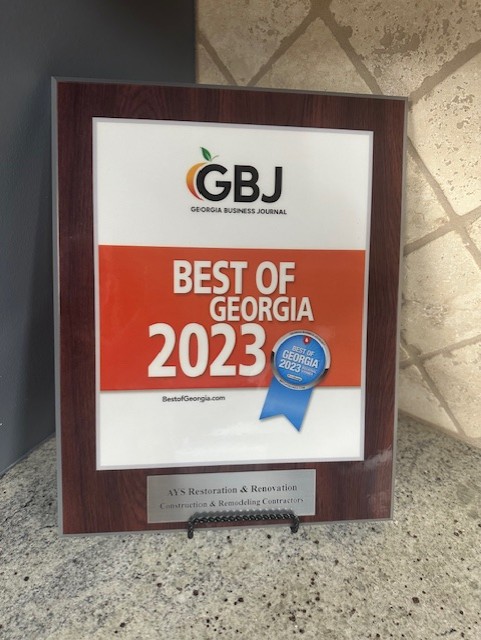 GBJ
GEORGIA BUSINESS JOURNAL
BEST OF
GEORGIA
2023
BEST OF
GEORGIA
2023
BestofGeorgia.com
AYS Restoration & Renovation
Construction & Remodeling Contractors